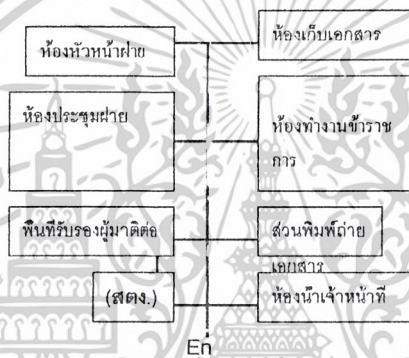 ห้องหัวหน้าฝ่าย
ห้องเก็บเอกสาร
ห้องประชุมฝ่าย
ห้องทำงานข้าราช
การ
พื้นที่รับรองผู้มาติต่อ
ส่วนพิมพ์ถ่าย
เอกสาร
(สตง.)
ห้องน้ำเจ้าหน้าที่
En